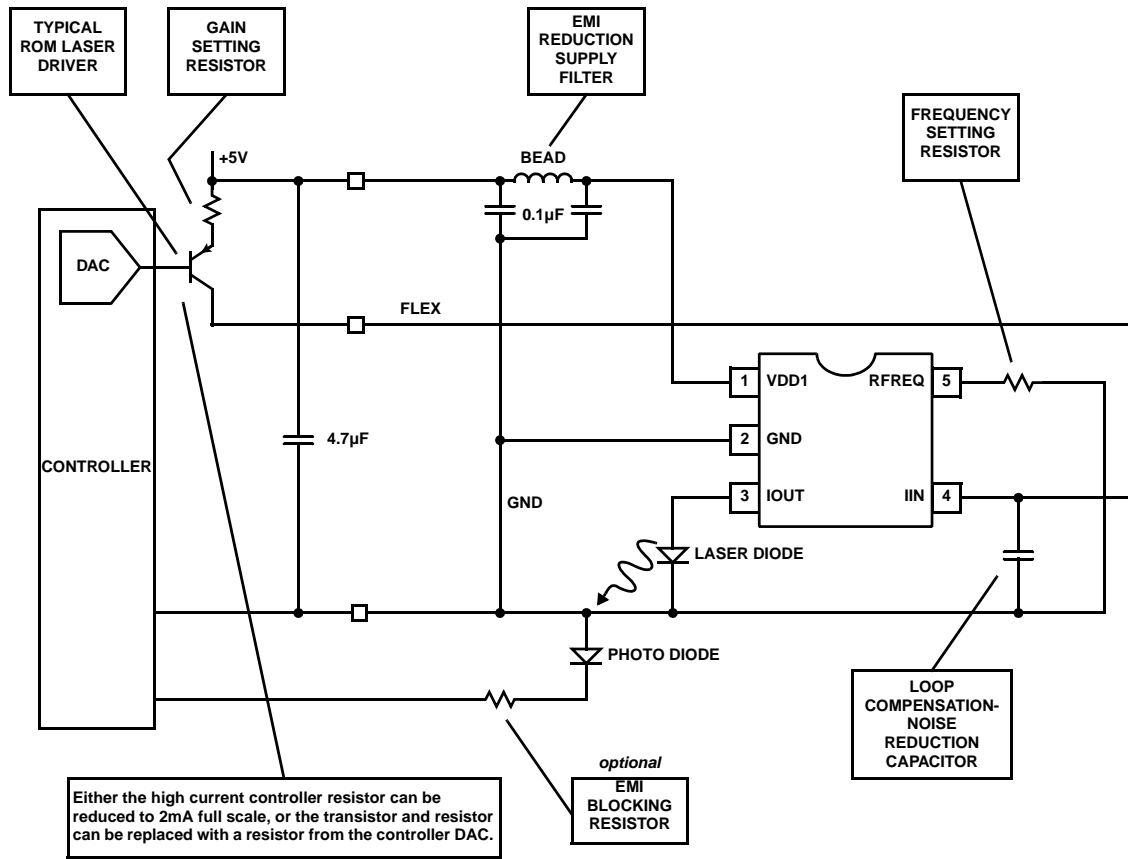 TYPICAL
ROM LASER
DRIVER
GAIN
SETTING
RESISTOR
EMI
REDUCTION
SUPPLY
FILTER
FREQUENCY
SETTING
RESISTOR
+5V
BEAD
0.1µF
DAC
FLEX
1
VDD1
RFREQ
5
4.7µF
2
GND
CONTROLLER
3
IOUT
IIN
4
GND
LASER DIODE
PHOTO DIODE
LOOP
COMPENSATION-
NOISE
REDUCTION
CAPACITOR
optional
EMI
BLOCKING
RESISTOR
Either the high current controller resistor can be
reduced to 2mA full scale, or the transistor and resistor
can be replaced with a resistor from the controller DAC.